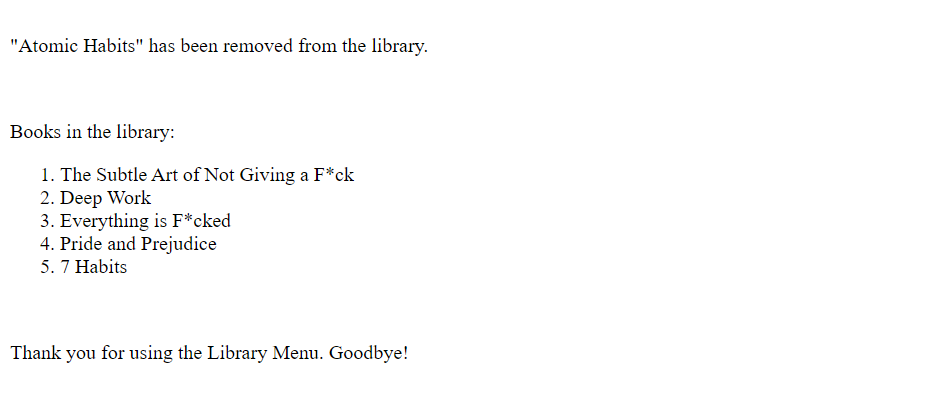 "Atomic Habits" has been removed from the library.
Books in the library:
1. The Subtle Art of Not Giving a F*ck
2. Deep Work
3. Everything is F*cked
4. Pride and Prejudice
5. 7 Habits
Thank you for using the Library Menu. Goodbye!